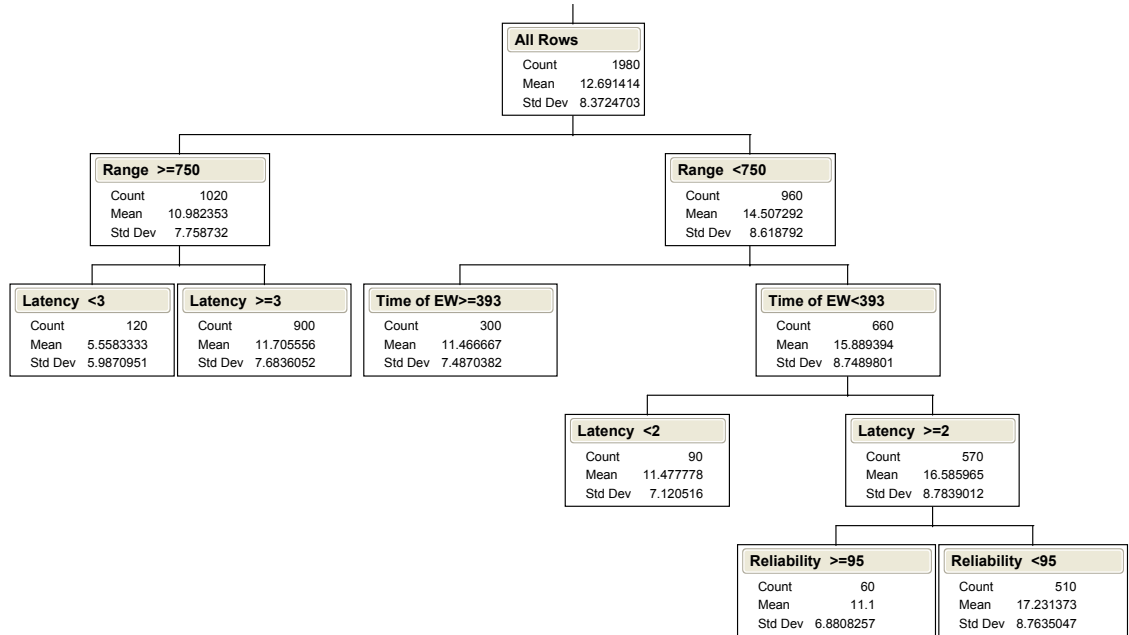 All Rows
Count 1980
Mean 12.691414
Std Dev 8.3724703
Range >=750
Count 1020
Mean 10.982353
Std Dev 7.758732
Range <750
Count 960
Mean 14.507292
Std Dev 8.618792
Latency <3
Count 120
Mean 5.5583333
Std Dev 5.9870951
Latency >=3
Count 900
Mean 11.705556
Std Dev 7.6836052
Time of EW>=393
Count 300
Mean 11.466667
Std Dev 7.4870382
Time of EW<393
Count 660
Mean 15.889394
Std Dev 8.7489801
Latency <2
Count 90
Mean 11.477778
Std Dev 7.120516
Latency >=2
Count 570
Mean 16.585965
Std Dev 8.7839012
Reliability >=95
Count 60
Mean 11.1
Std Dev 6.8808257
Reliability <95
Count 510
Mean 17.231373
Std Dev 8.7635047